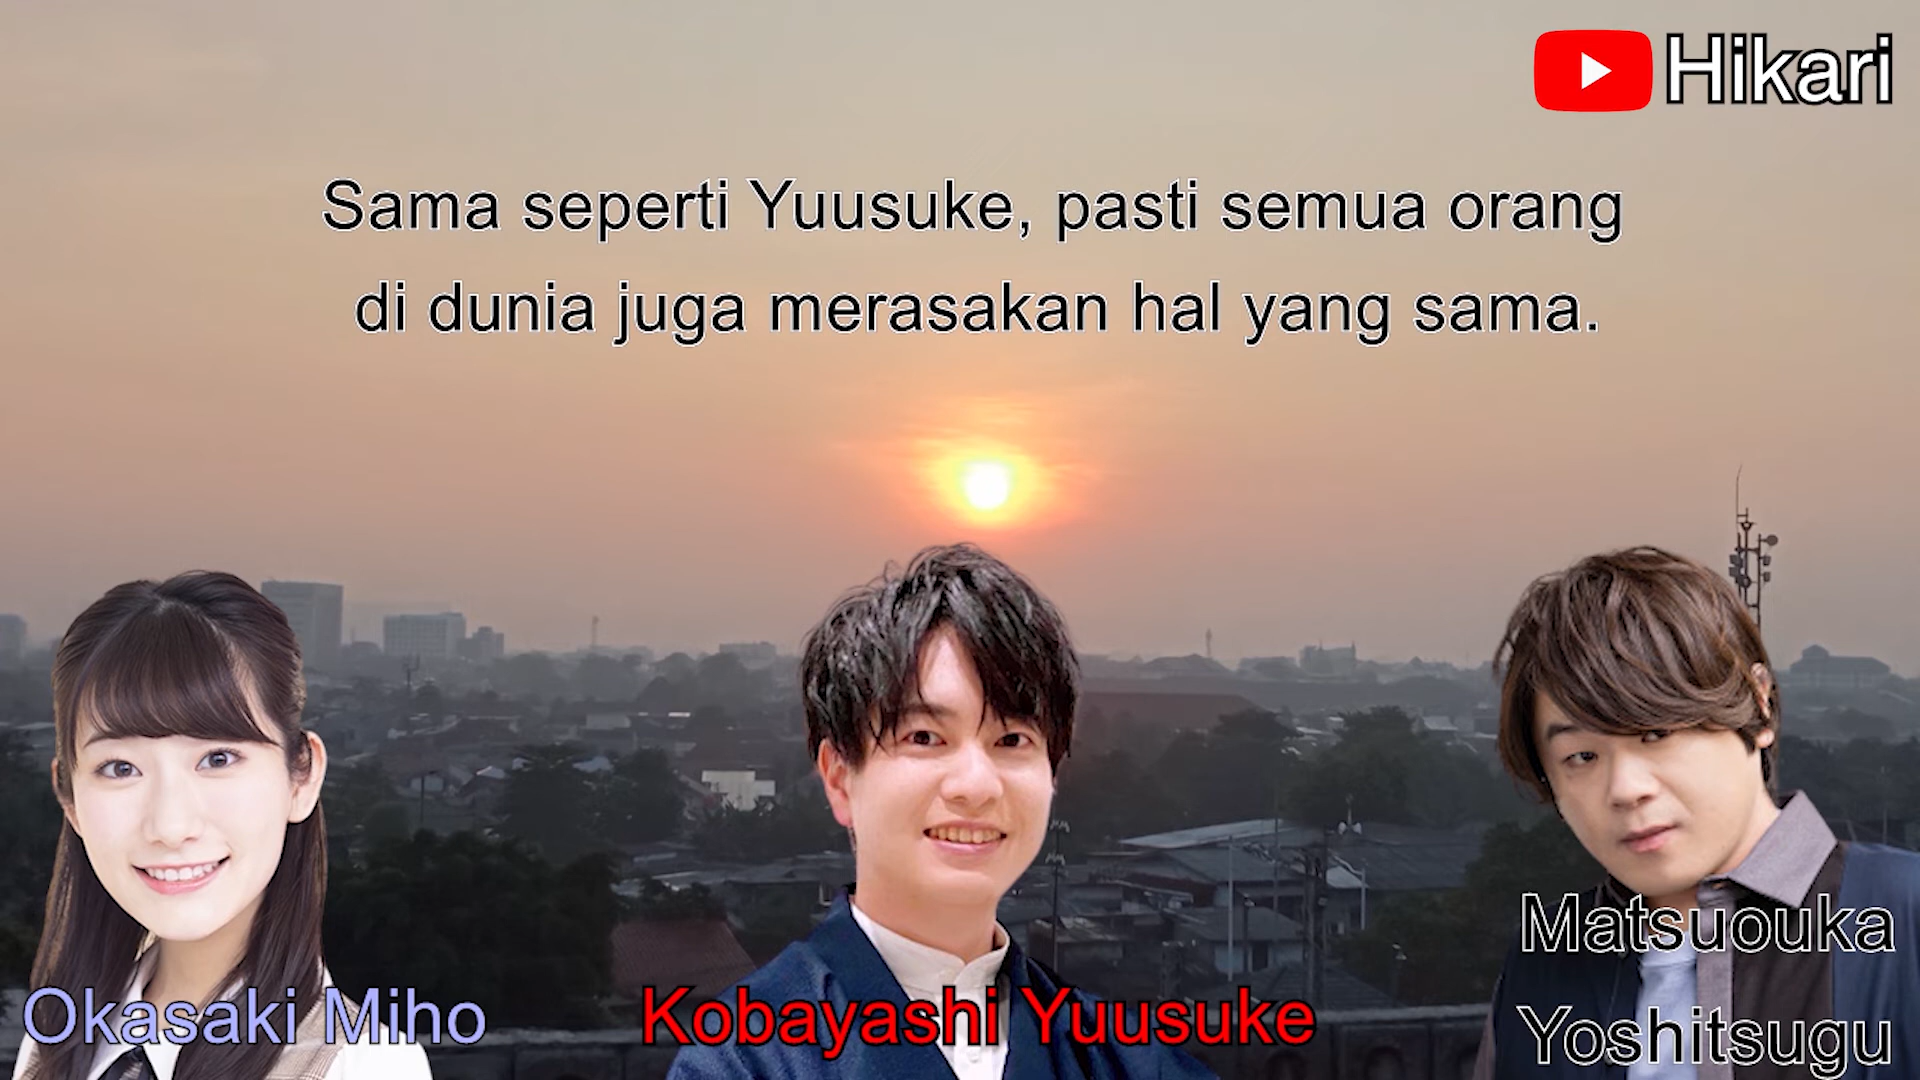 Hikari
Sama seperti Yuusuke, pasti semua orang
di dunia juga merasakan hal yang sama.
Okasaki Miho
Kobayashi Yuusuke
Matsuouka
Yoshitsugu